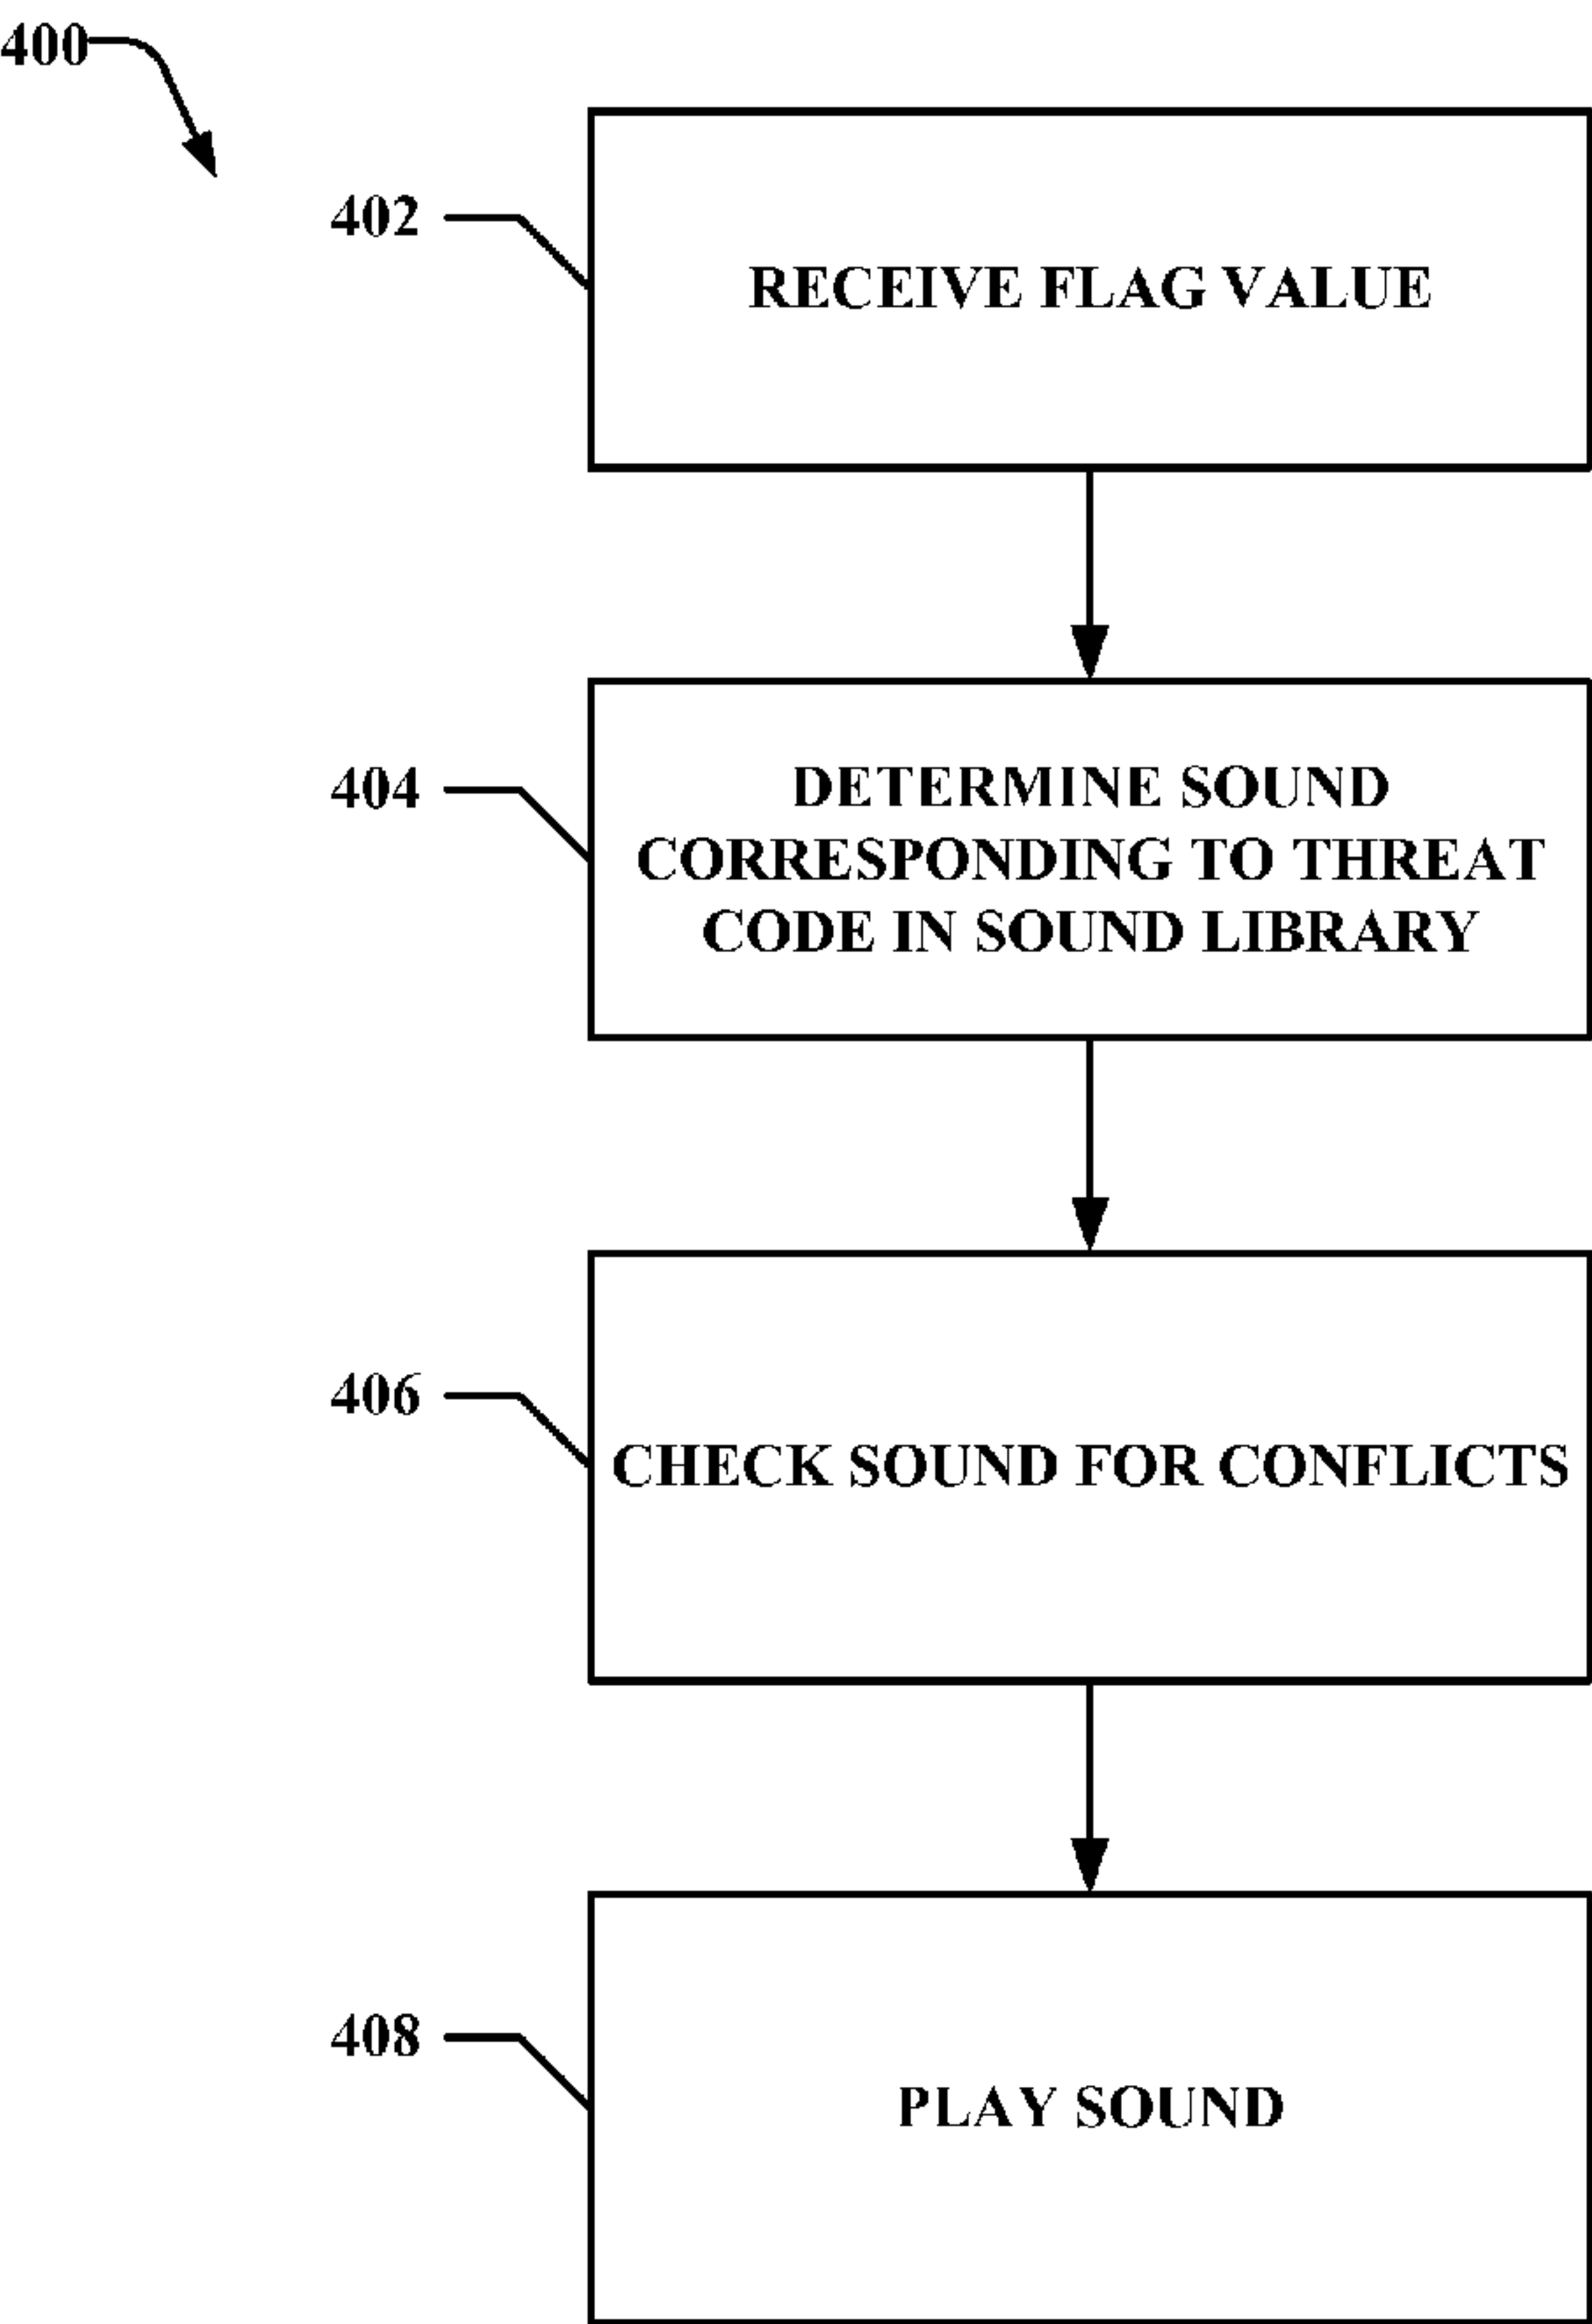 400
402
RECEIVE FLAG VALUE
404
DETERMINE SOUND
CORRESPONDING TO THREAT
CODE IN SOUND LIBRARY
406
CHECK SOUND FOR CONFLICTS
408
PLAY SOUND